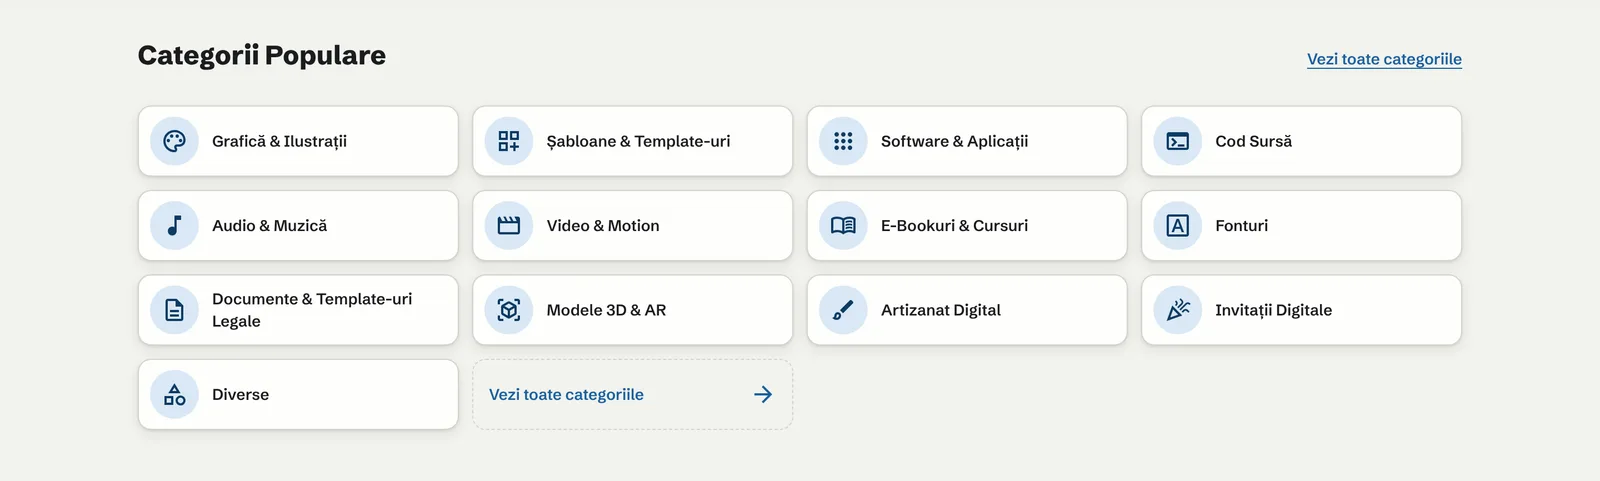 Categorii Populare
Vezi toate categoriile
Grafică & Ilustrații
Șabloane & Template-uri
Software & Aplicații
Cod Sursă
Audio & Muzică
Video & Motion
E-Bookuri & Cursuri
Fonturi
Documente & Template-uri
Legale
Modele 3D & AR
Artizanat Digital
Invitații Digitale
Diverse
Vezi toate categoriile